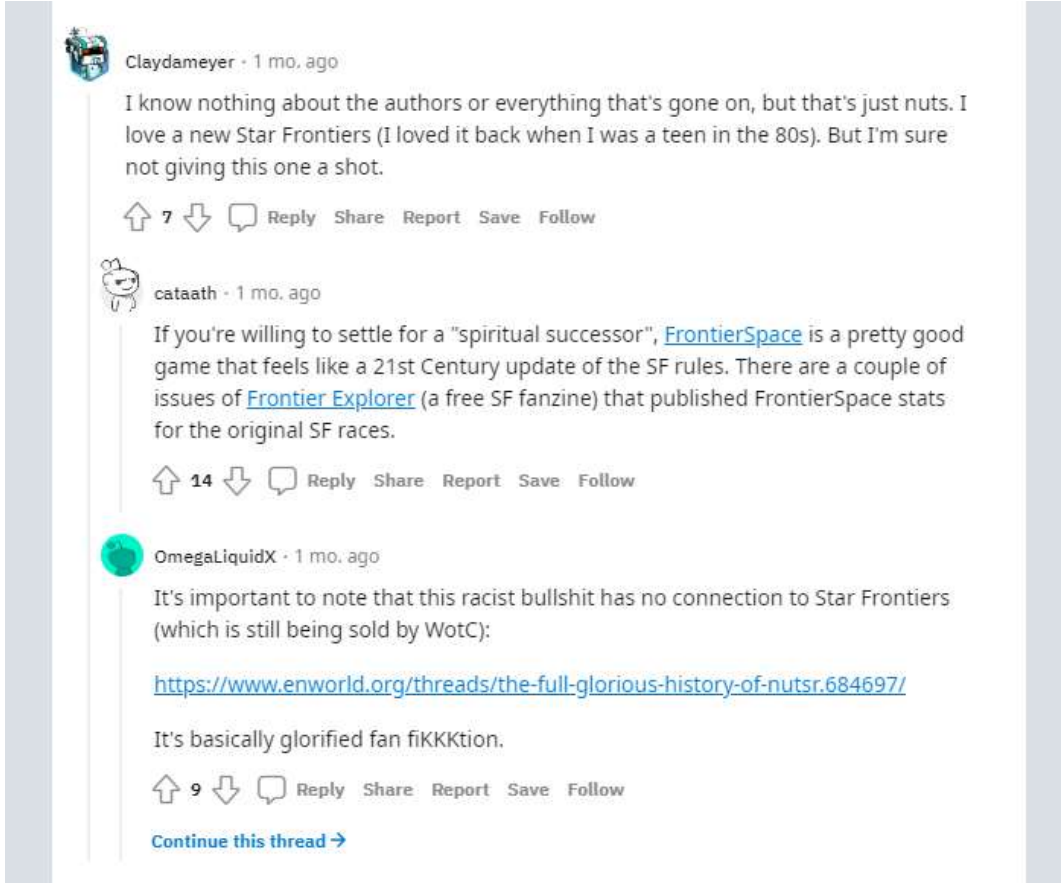 Claydameyer · 1 mo. ago
I know nothing about the authors or everything that's gone on, but that's just nuts. I
love a new Star Frontiers (I loved it back when I was a teen in the 80s). But I'm sure
not giving this one a shot.
7 Reply Share Report Save Follow
cataath · 1 mo. ago
If you're willing to settle for a "spiritual successor", FrontierSpace is a pretty good
game that feels like a 21st Century update of the SF rules. There are a couple of
issues of Frontier Explorer (a free SF fanzine) that published FrontierSpace stats
for the original SF races.
14 Reply Share Report Save Follow
OmegaLiquidX · 1 mo. ago
It's important to note that this racist bullshit has no connection to Star Frontiers
(which is still being sold by WotC):
https://www.enworld.org/threads/the-full-glorious-history-of-nutsr.684697/
It's basically glorified fan fiKKKtion.
9 Reply Share Report Save Follow
Continue this thread →